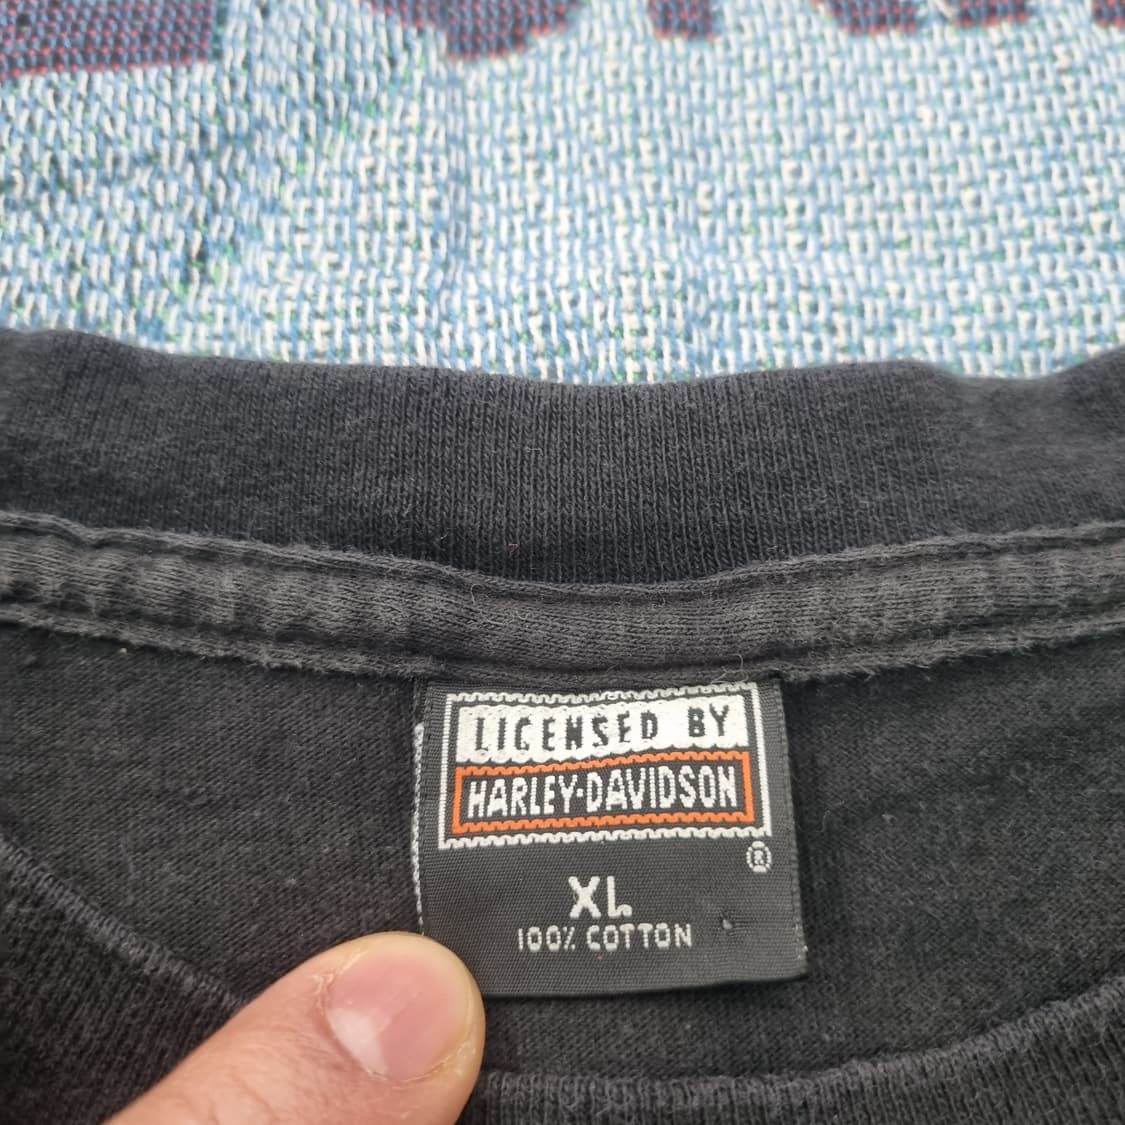 LICENSED BY
HARLEY-DAVIDSON
®
XL
100% COTTON